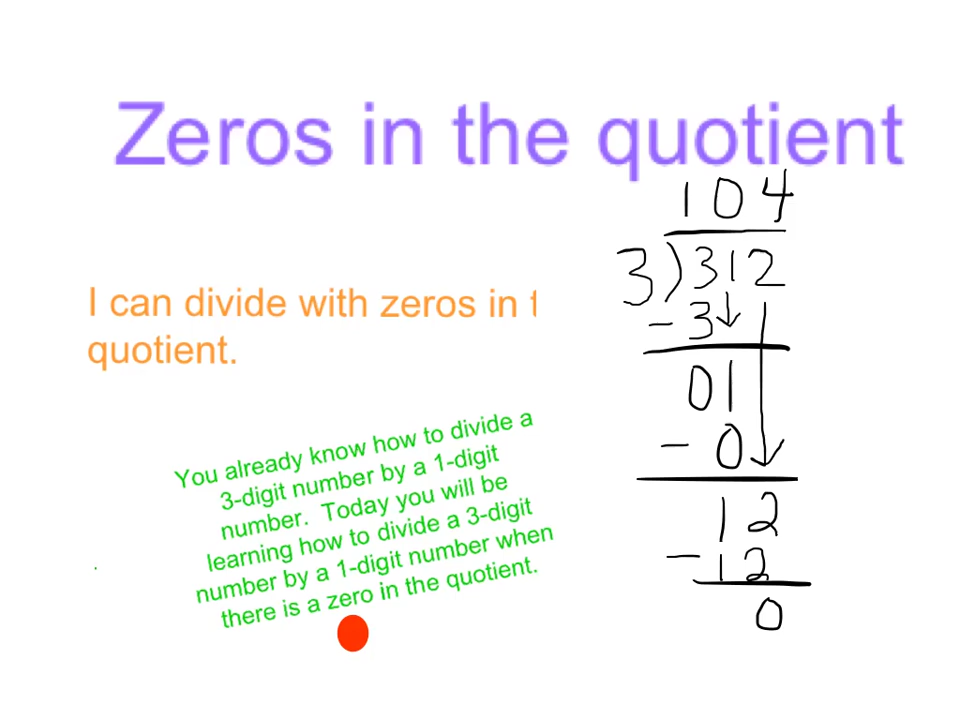 Zeros in the quotient
I can divide with zeros in t
quotient.
You already know how to divide a
3-digit number by a 1-digit
number. Today you will be
learning how to divide a 3-digit
number by a 1-digit number when
there is a zero in the quotient.
104
3)312
-3
01
-0
12
-12
0